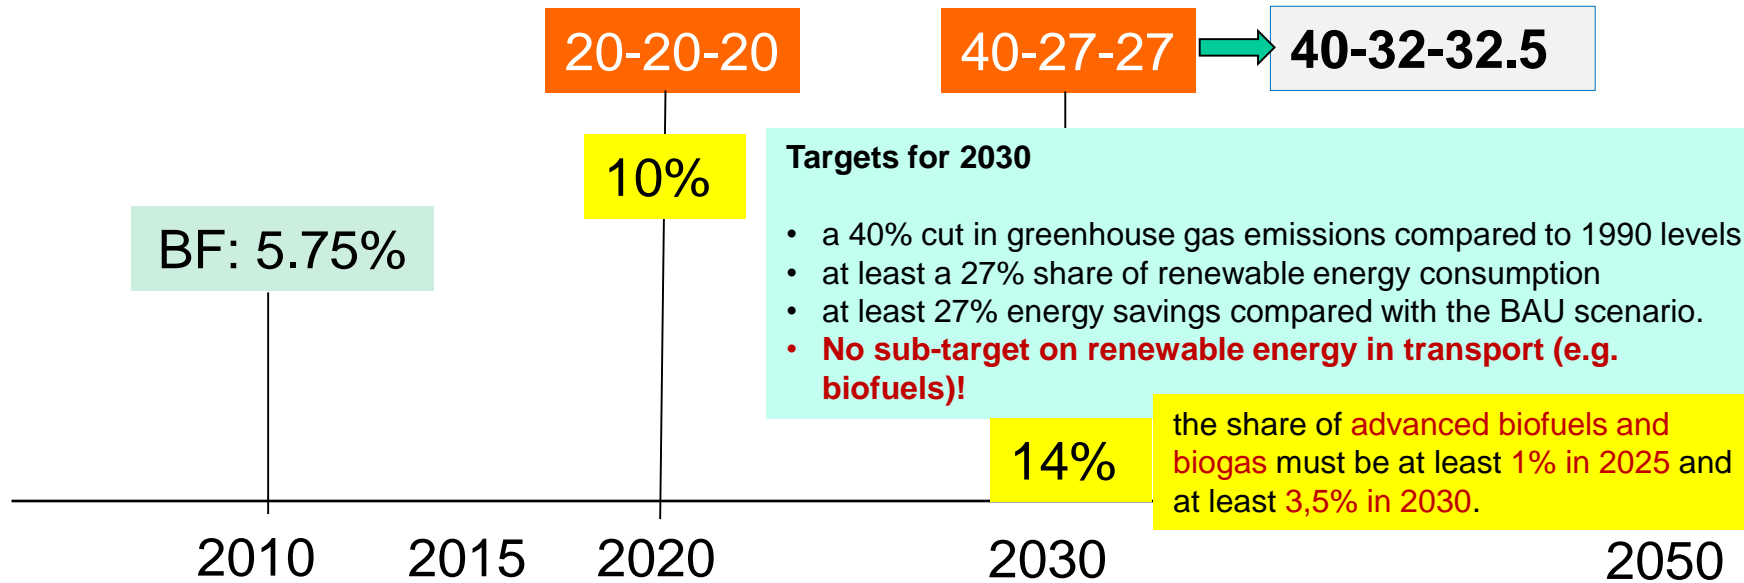 20-20-20
40-27-27
40-32-32.5
10%
BF: 5.75%
Targets for 2030
• a 40% cut in greenhouse gas emissions compared to 1990 levels
• at least a 27% share of renewable energy consumption
• at least 27% energy savings compared with the BAU scenario.
• No sub-target on renewable energy in transport (e.g.
biofuels)!
14%
the share of advanced biofuels and
biogas must be at least 1% in 2025 and
at least 3,5% in 2030.
2010
2015
2020
2030
2050